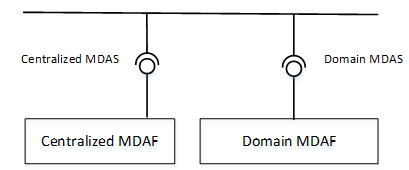 Centralized MDAS
Domain MDAS
Centralized MDAF
Domain MDAF